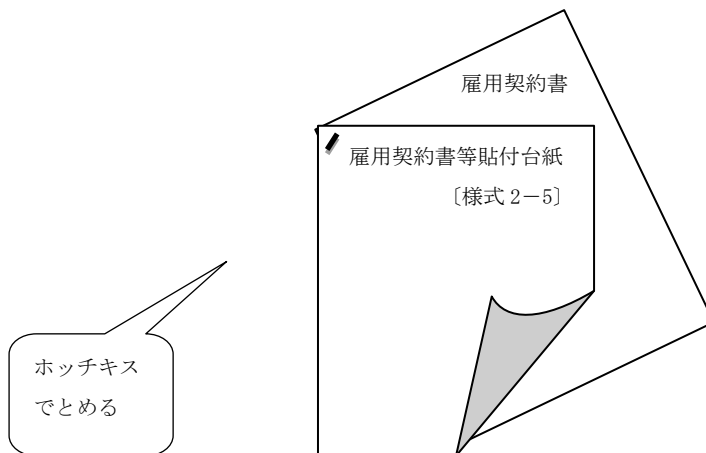 雇用契約書
雇用契約書等貼付台紙
〔様式 2－5〕
ホッチキス
でとめる